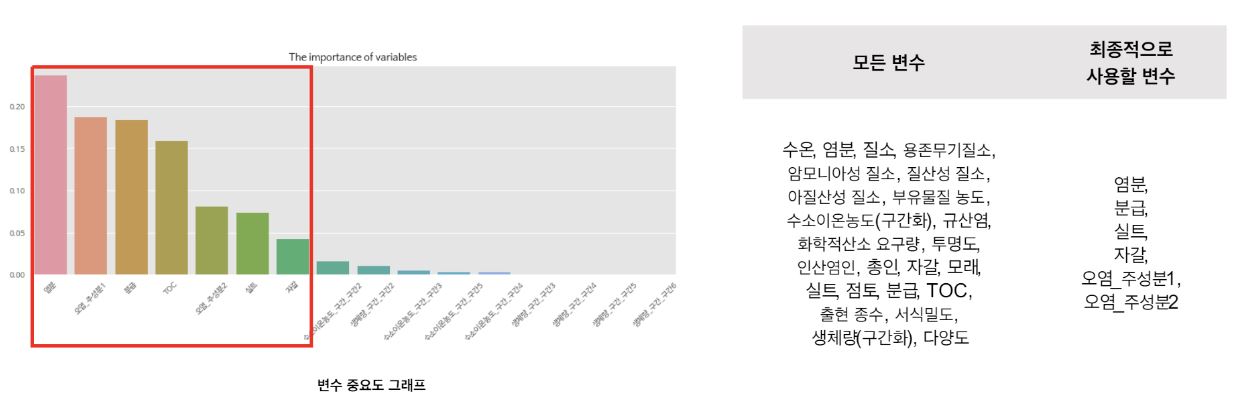 The importance of variables
0.20
0.15
0.10
0.05
0.00
염분
오염_주성분1
분급
TOC
오염_주성분2
실트
자갈
수소이온농도_구간_구간2
생체량_구간_구간2
수소이온농도_구간_구간3
수소이온농도_구간_구간5
수소이온농도_구간_구간4
생체량_구간_구간3
생체량_구간_구간4
생체량_구간_구간5
생체량_구간_구간6
변수 중요도 그래프
모든 변수
최종적으로
사용할 변수
수온, 염분, 질소, 용존무기질소,
암모니아성 질소, 질산성 질소,
아질산성 질소, 부유물질 농도,
수소이온농도(구간화), 규산염,
화학적산소 요구량, 투명도,
인산염인, 총인, 자갈, 모래,
실트, 점토, 분급, TOC,
출현 종수, 서식밀도,
생체량(구간화), 다양도
염분,
분급,
실트,
자갈,
오염_주성분1,
오염_주성분2